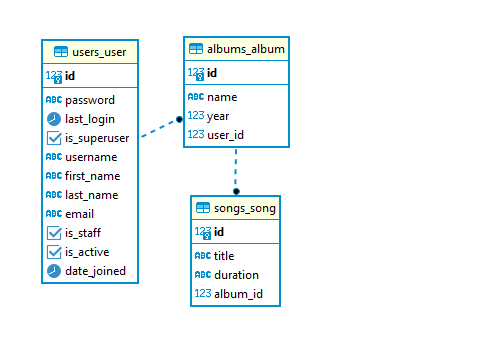 users_user
123 id
ABC password
last_login
is_superuser
ABC username
ABC first_name
ABC last_name
ABC email
is_staff
is_active
date_joined
albums_album
123 id
ABC name
123 year
123 user_id
songs_song
123 id
ABC title
ABC duration
123 album_id